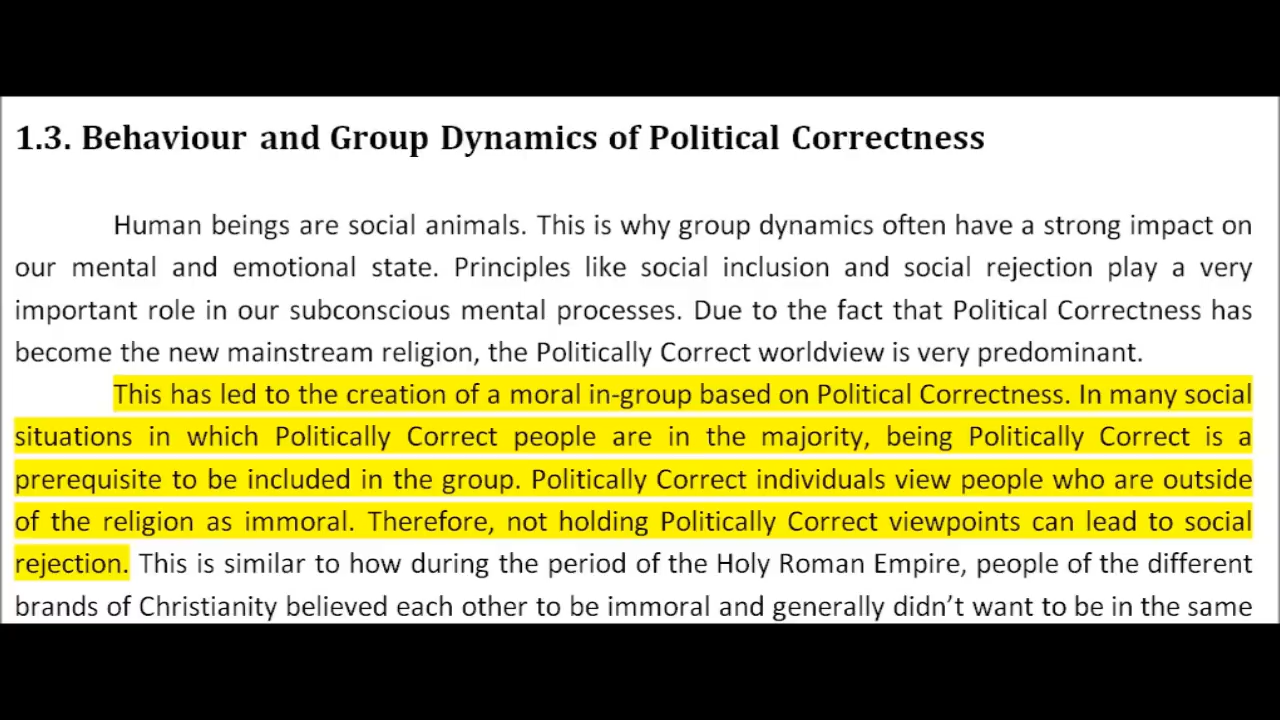 1.3. Behaviour and Group Dynamics of Political Correctness
Human beings are social animals. This is why group dynamics often have a strong impact on
our mental and emotional state. Principles like social inclusion and social rejection play a very
important role in our subconscious mental processes. Due to the fact that Political Correctness has
become the new mainstream religion, the Politically Correct worldview is very predominant.
This has led to the creation of a moral in-group based on Political Correctness. In many social
situations in which Politically Correct people are in the majority, being Politically Correct is a
prerequisite to be included in the group. Politically Correct individuals view people who are outside
of the religion as immoral. Therefore, not holding Politically Correct viewpoints can lead to social
rejection. This is similar to how during the period of the Holy Roman Empire, people of the different
brands of Christianity believed each other to be immoral and generally didn’t want to be in the same